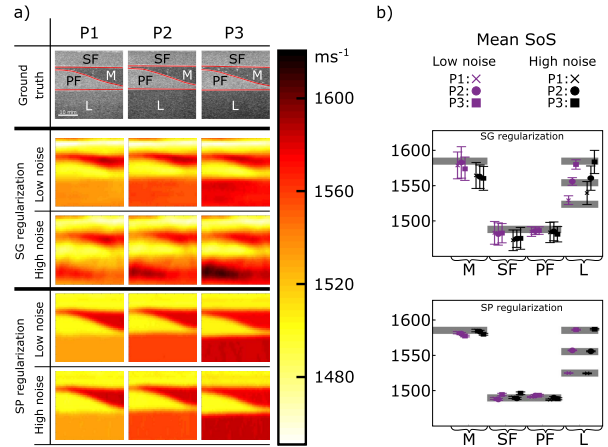 a)
P1 P2 P3
Ground truth
SF
PF M
L
SF
PF M
L
SF
PF M
L
SG regularization
Low noise
High noise
SP regularization
Low noise
High noise
ms-1
1600
1560
1520
1480
b)
Mean SoS
Low noise High noise
P1: P1:
P2: P2:
P3: P3:
SG regularization
1600
1550
1500
M SF PF L
SP regularization
1600
1550
1500
M SF PF L